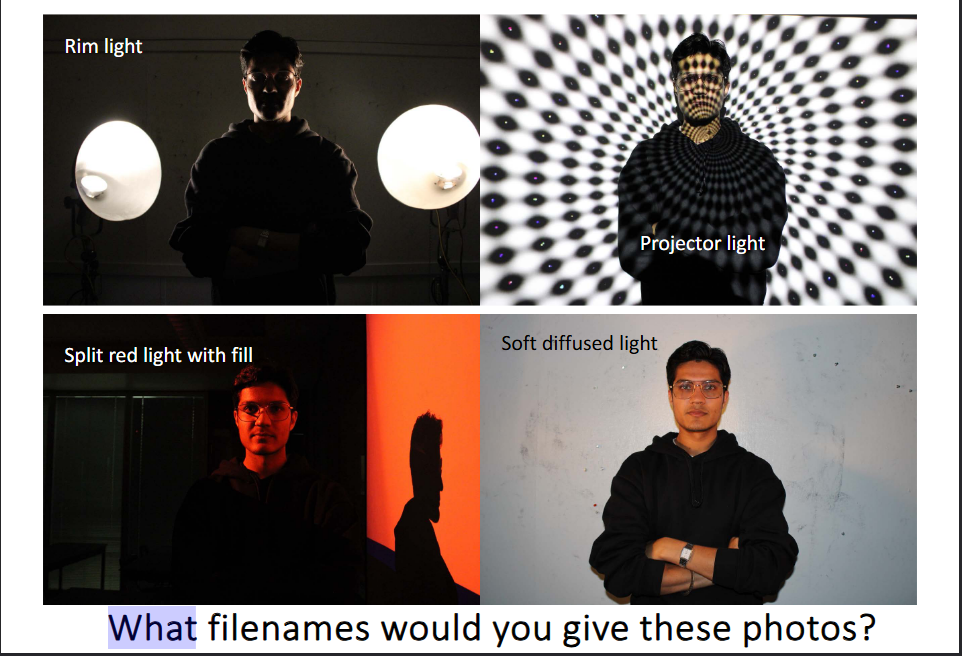 Rim light
Projector light
Split red light with fill
Soft diffused light
What filenames would you give these photos?